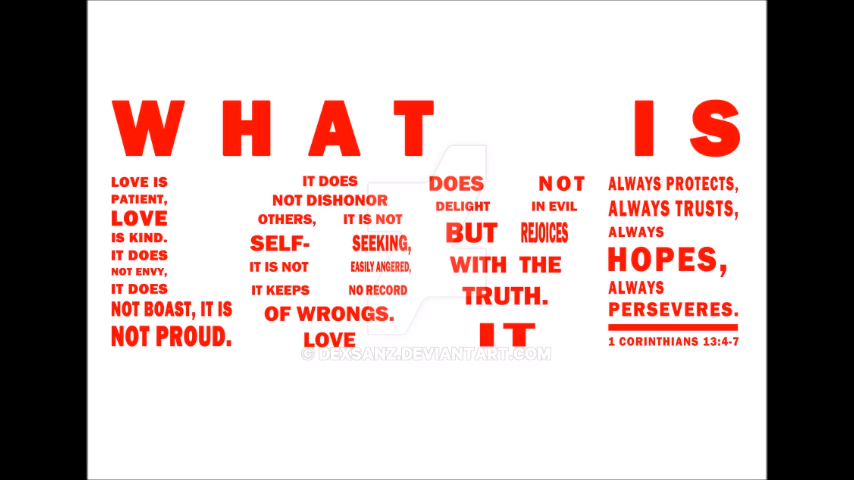 WHAT IS
LOVE IS
PATIENT,
LOVE
IS KIND.
IT DOES
NOT ENVY,
IT DOES
NOT BOAST, IT IS
NOT PROUD.
IT DOES
NOT DISHONOR
OTHERS, IT IS NOT
SELF- SEEKING,
IT IS NOT EASILY ANGERED,
IT KEEPS NO RECORD
OF WRONGS.
LOVE
DOES NOT
DELIGHT IN EVIL
BUT REJOICES
WITH THE
TRUTH.
IT
ALWAYS PROTECTS,
ALWAYS TRUSTS,
ALWAYS
HOPES,
ALWAYS
PERSEVERES.
1 CORINTHIANS 13:4-7
© DEXSANZ.DEVIANTART.COM